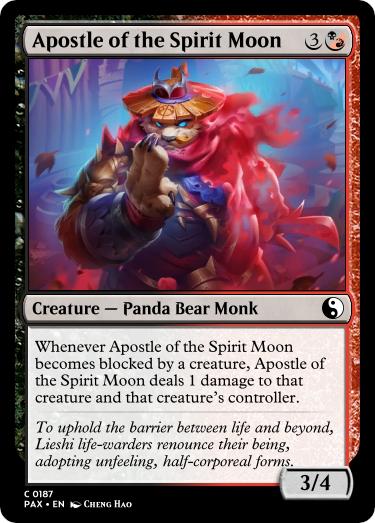 Apostle of the Spirit Moon 3
Creature — Panda Bear Monk
Whenever Apostle of the Spirit Moon
becomes blocked by a creature, Apostle of
the Spirit Moon deals 1 damage to that
creature and that creature's controller.
To uphold the barrier between life and beyond,
Lieshi life-warders renounce their being,
adopting unfeeling, half-corporeal forms.
3/4
C 0187
PAX • EN Cheng Hao